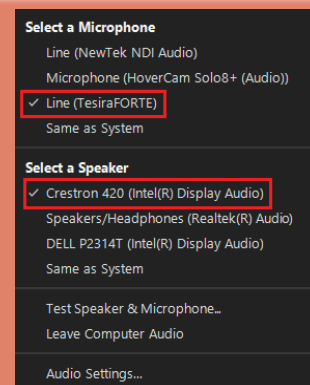 Select a Microphone
Line (NewTek NDI Audio)
Microphone (HoverCam Solo8+ (Audio))
✓ Line (TesiraFORTE)
Same as System
Select a Speaker
✓ Crestron 420 (Intel(R) Display Audio)
Speakers/Headphones (Realtek(R) Audio)
DELL P2314T (Intel(R) Display Audio)
Same as System
Test Speaker & Microphone...
Leave Computer Audio
Audio Settings...